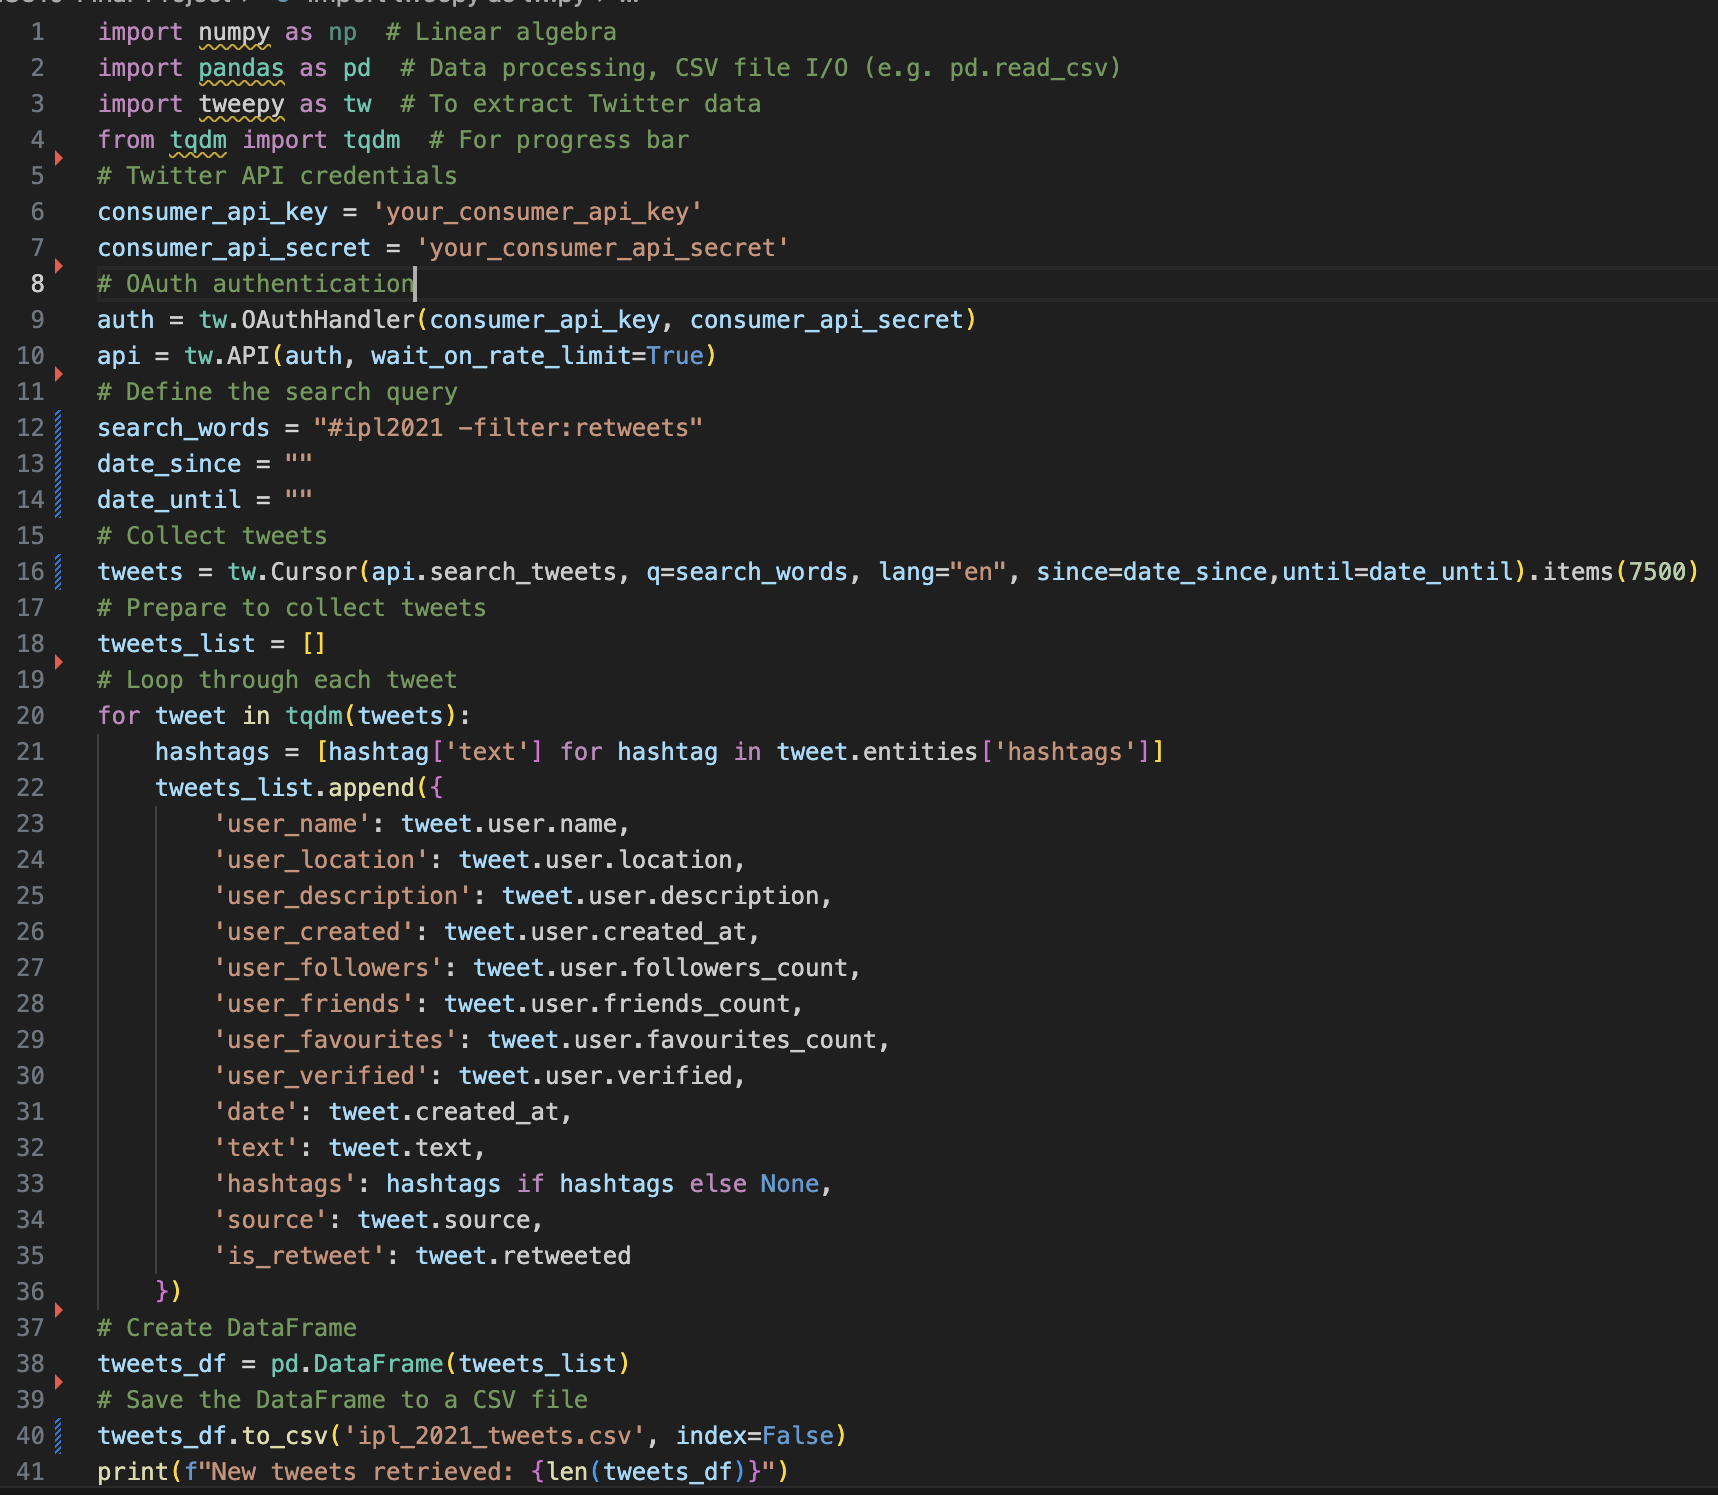 import tweepy as tw.py
1 import numpy as np  # Linear algebra
2 import pandas as pd  # Data processing, CSV file I/O (e.g. pd.read_csv)
3 import tweepy as tw  # To extract Twitter data
4 from tqdm import tqdm  # For progress bar
5 # Twitter API credentials
6 consumer_api_key = 'your_consumer_api_key'
7 consumer_api_secret = 'your_consumer_api_secret'
8 # OAuth authentication
9 auth = tw.OAuthHandler(consumer_api_key, consumer_api_secret)
10 api = tw.API(auth, wait_on_rate_limit=True)
11 # Define the search query
12 search_words = "#ipl2021 -filter:retweets"
13 date_since = ""
14 date_until = ""
15 # Collect tweets
16 tweets = tw.Cursor(api.search_tweets, q=search_words, lang="en", since=date_since,until=date_until).items(7500)
17 # Prepare to collect tweets
18 tweets_list = []
19 # Loop through each tweet
20 for tweet in tqdm(tweets):
21     hashtags = [hashtag['text'] for hashtag in tweet.entities['hashtags']]
22     tweets_list.append({
23         'user_name': tweet.user.name,
24         'user_location': tweet.user.location,
25         'user_description': tweet.user.description,
26         'user_created': tweet.user.created_at,
27         'user_followers': tweet.user.followers_count,
28         'user_friends': tweet.user.friends_count,
29         'user_favourites': tweet.user.favourites_count,
30         'user_verified': tweet.user.verified,
31         'date': tweet.created_at,
32         'text': tweet.text,
33         'hashtags': hashtags if hashtags else None,
34         'source': tweet.source,
35         'is_retweet': tweet.retweeted
36     })
37 # Create DataFrame
38 tweets_df = pd.DataFrame(tweets_list)
39 # Save the DataFrame to a CSV file
40 tweets_df.to_csv('ipl_2021_tweets.csv', index=False)
41 print(f"New tweets retrieved: {len(tweets_df)}")